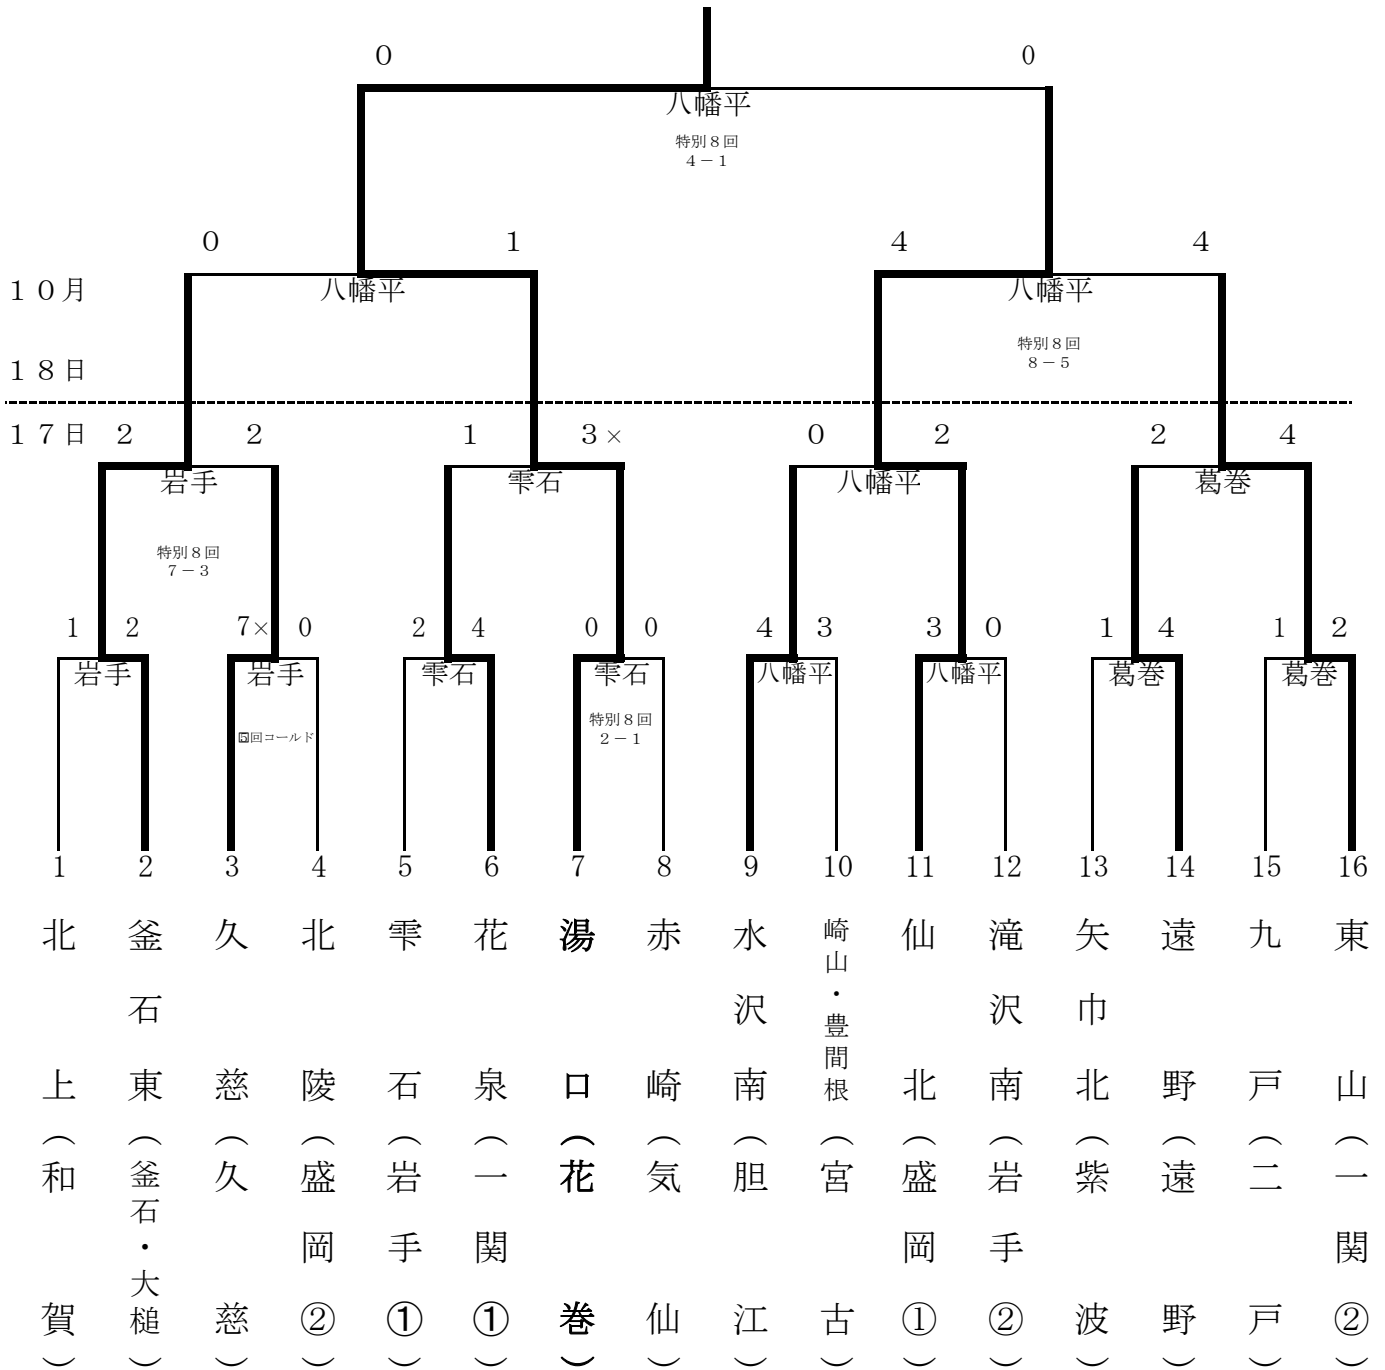 ０ 0
八幡平
特別８回
４－１
０ １ ４ ４
１０月 八幡平 八幡平
特別８回
８－５
１８日
１７日 ２ ２ １ ３× ０ ２ ２ ４
岩手 雫石 八幡平 葛巻
特別８回
７－３
1 2 7× 0 2 4 0 0 ４ ３ ３ ０ １ ４ 1 ２
岩手 岩手 雫石 雫石 八幡平 八幡平 葛巻 葛巻
特別８回
２－１
5回コールド
1 2 3 4 5 6 7 8 9 10 11 12 13 14 15 16
北上（和賀）
釜石東（釜石・大槌）
久慈（久慈）
北陵（盛岡②）
雫石（岩手①）
花泉（一関①）
湯口（花巻）
赤崎（気仙）
水沢南（胆江）
崎山・豊間根（宮古）
仙北（盛岡①）
滝沢南（岩手②）
矢巾北（紫波）
遠野（遠野）
九戸（二戸）
東山（一関②）